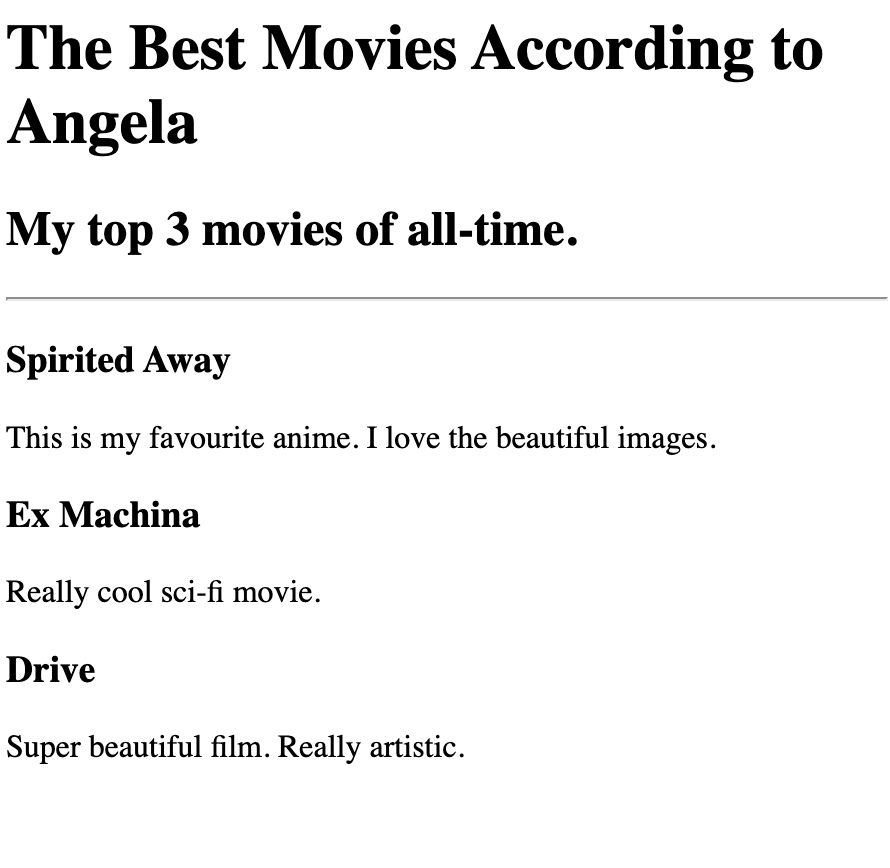 The Best Movies According to
Angela
My top 3 movies of all-time.
Spirited Away
This is my favourite anime. I love the beautiful images.
Ex Machina
Really cool sci-fi movie.
Drive
Super beautiful film. Really artistic.